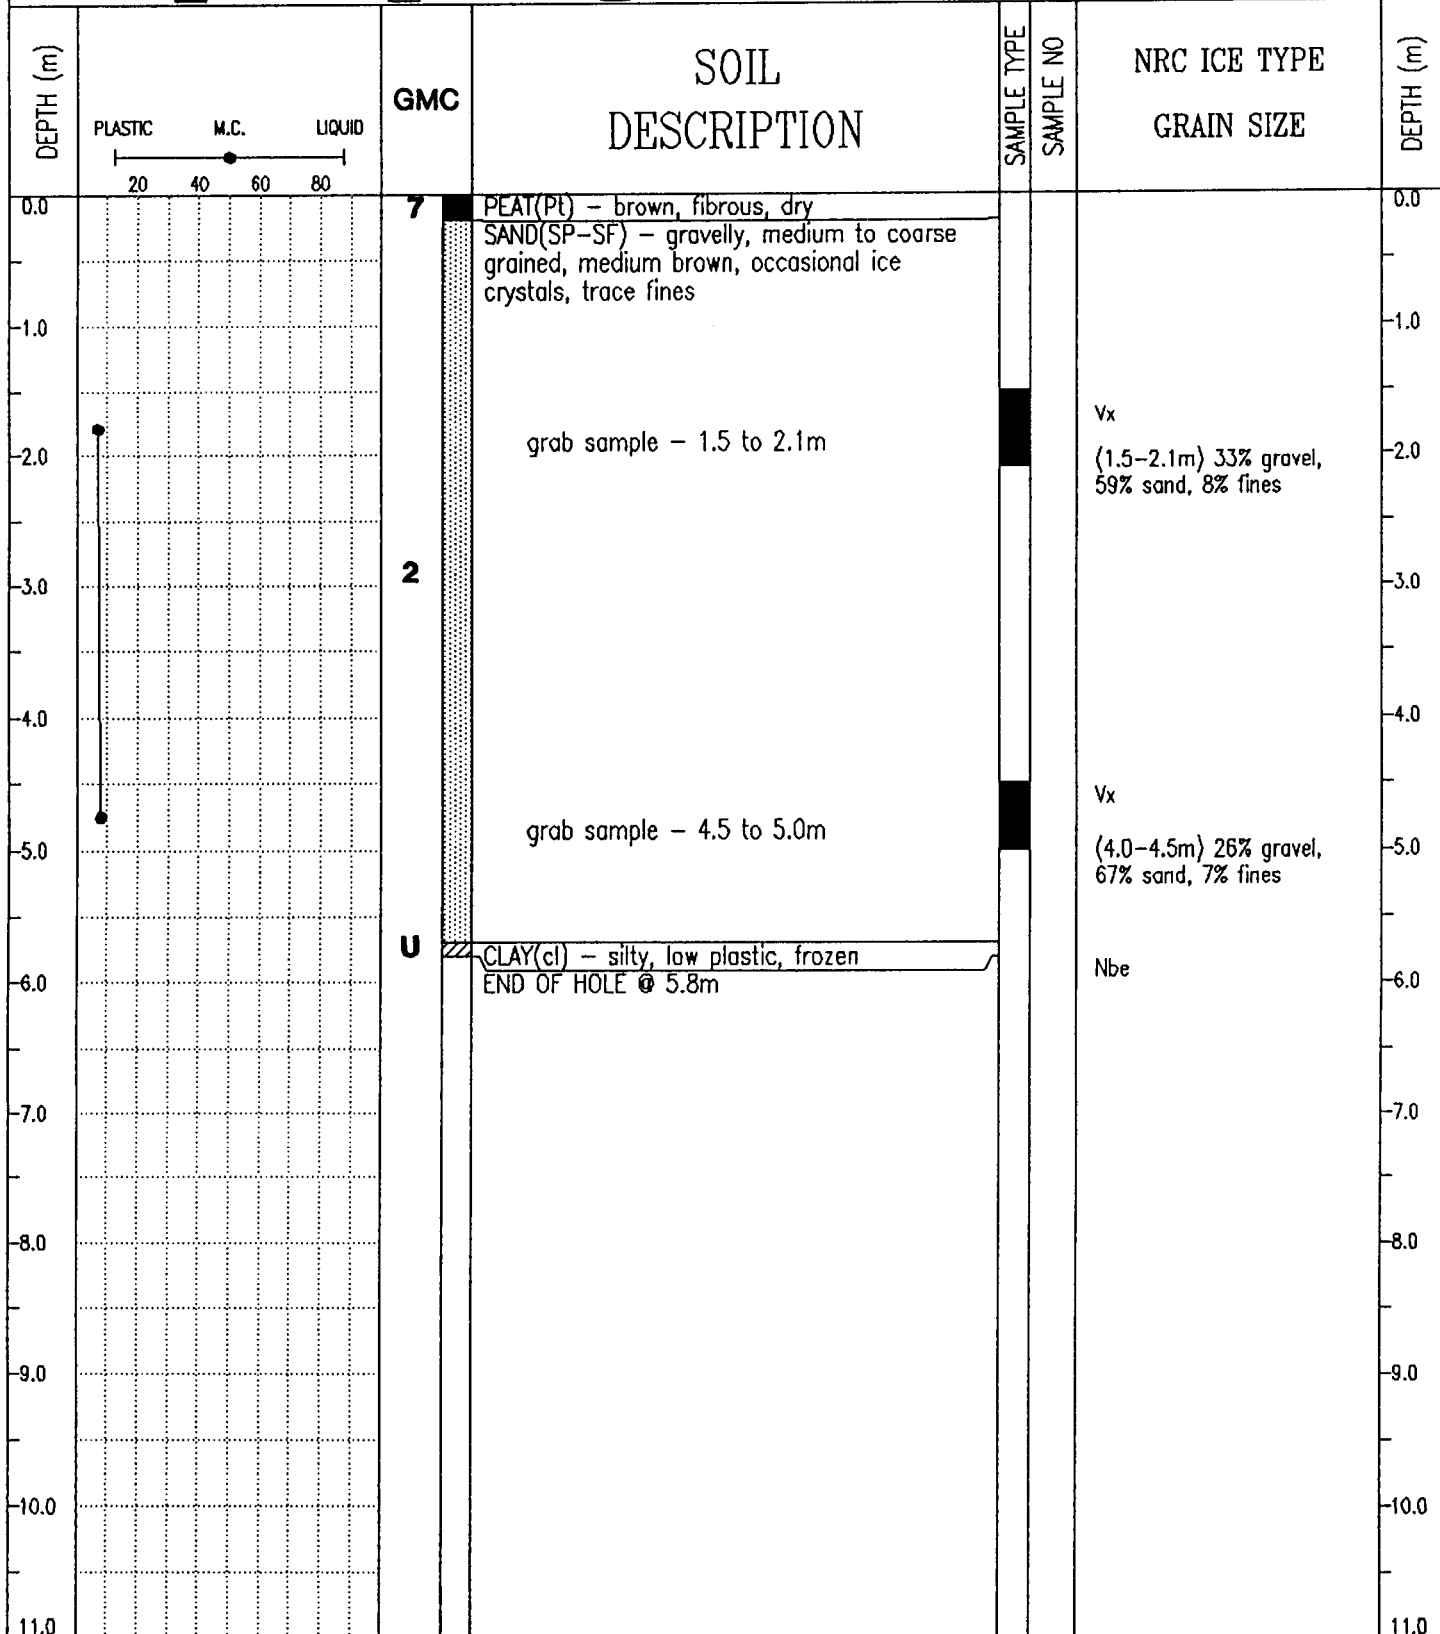 DEPTH (m)
PLASTIC M.C. LIQUID
20 40 60 80
GMC
SOIL
DESCRIPTION
SAMPLE TYPE
SAMPLE NO
NRC ICE TYPE
GRAIN SIZE
DEPTH (m)
0.0 7 PEAT(Pt) – brown, fibrous, dry 0.0
SAND(SP–SF) – gravelly, medium to coarse
grained, medium brown, occasional ice
crystals, trace fines
1.0 1.0
Vx
grab sample – 1.5 to 2.1m
2.0 (1.5–2.1m) 33% gravel, 2.0
59% sand, 8% fines
2
3.0 3.0
4.0 4.0
Vx
grab sample – 4.5 to 5.0m
5.0 (4.0–4.5m) 26% gravel, 5.0
67% sand, 7% fines
U CLAY(cl) – silty, low plastic, frozen
Nbe
6.0 END OF HOLE @ 5.8m 6.0
7.0 7.0
8.0 8.0
9.0 9.0
10.0 10.0
11.0 11.0